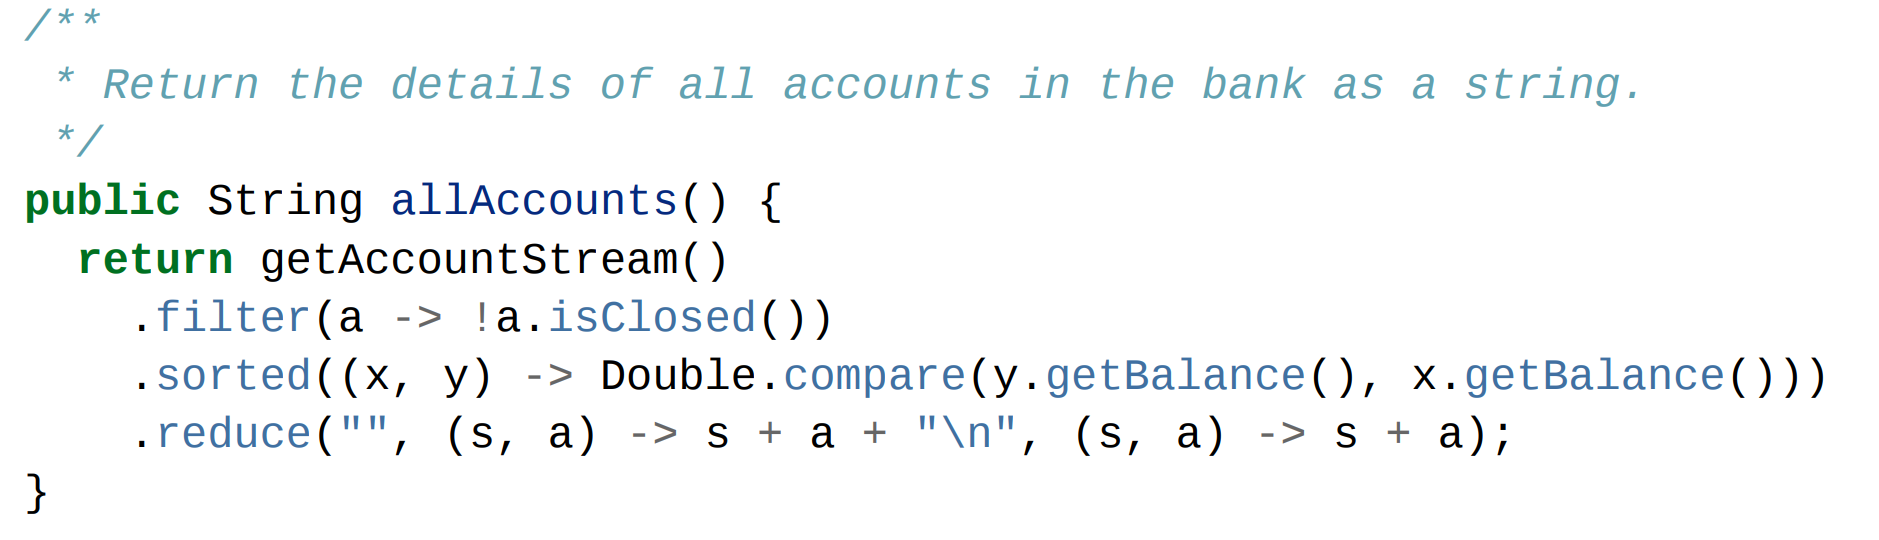 /**
 * Return the details of all accounts in the bank as a string.
 */
public String allAccounts() {
  return getAccountStream()
    .filter(a -> !a.isClosed())
    .sorted((x, y) -> Double.compare(y.getBalance(), x.getBalance()))
    .reduce("", (s, a) -> s + a + "\n", (s, a) -> s + a);
}